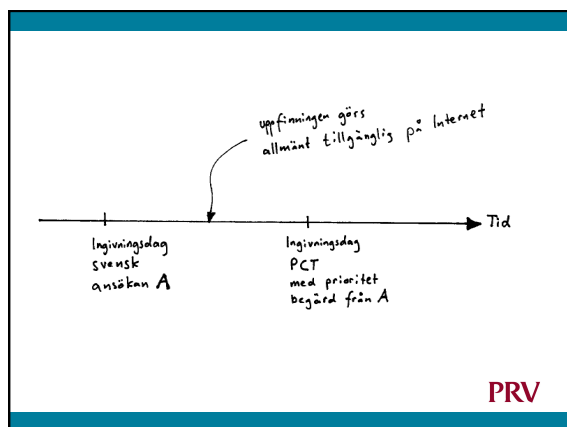 uppfinningen görs
allmänt tillgänglig på Internet
Tid
Ingivningsdag
svensk
ansökan A
Ingivningsdag
PCT
med prioritet
begärd från A
PRV